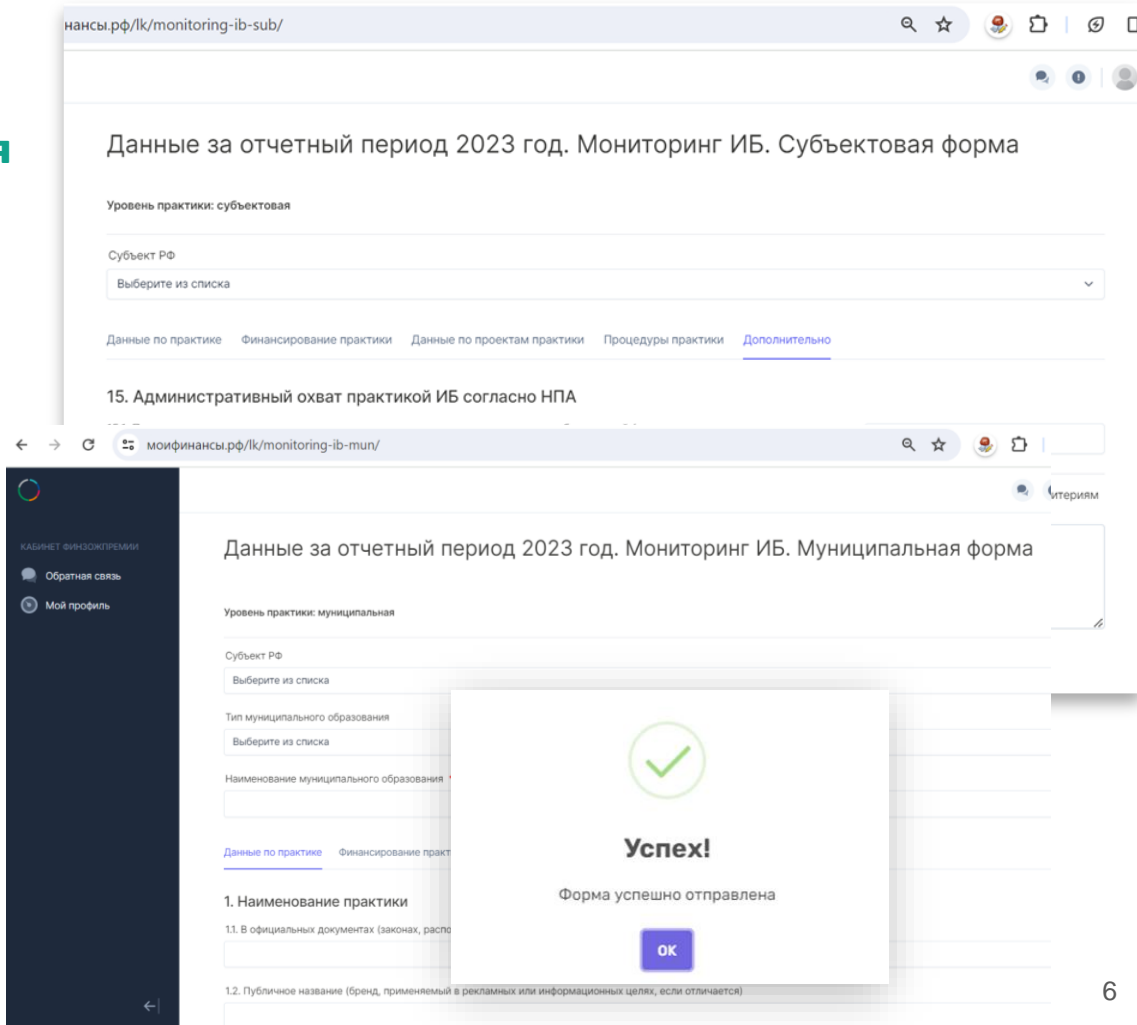 нансы.рф/lk/monitoring-ib-sub/
я
Данные за отчетный период 2023 год. Мониторинг ИБ. Субъектовая форма
Уровень практики: субъектовая
Субъект РФ
Выберите из списка
Данные по практике Финансирование практики Данные по проектам практики Процедуры практики Дополнительно
15. Административный охват практикой ИБ согласно НПА
моифинансы.рф/lk/monitoring-ib-mun/
итериям
КАБИНЕТ ФИНЗОЖПРЕМИИ
Обратная связь
Мой профиль
Данные за отчетный период 2023 год. Мониторинг ИБ. Муниципальная форма
Уровень практики: муниципальная
Субъект РФ
Выберите из списка
Тип муниципального образования
Выберите из списка
Наименование муниципального образования
Данные по практике Финансирование практ
1. Наименование практики
1.1. В официальных документах (законах, распо
1.2. Публичное название (бренд, применяемый в рекламных или информационных целях, если отличается)
Успех!
Форма успешно отправлена
ОК
6